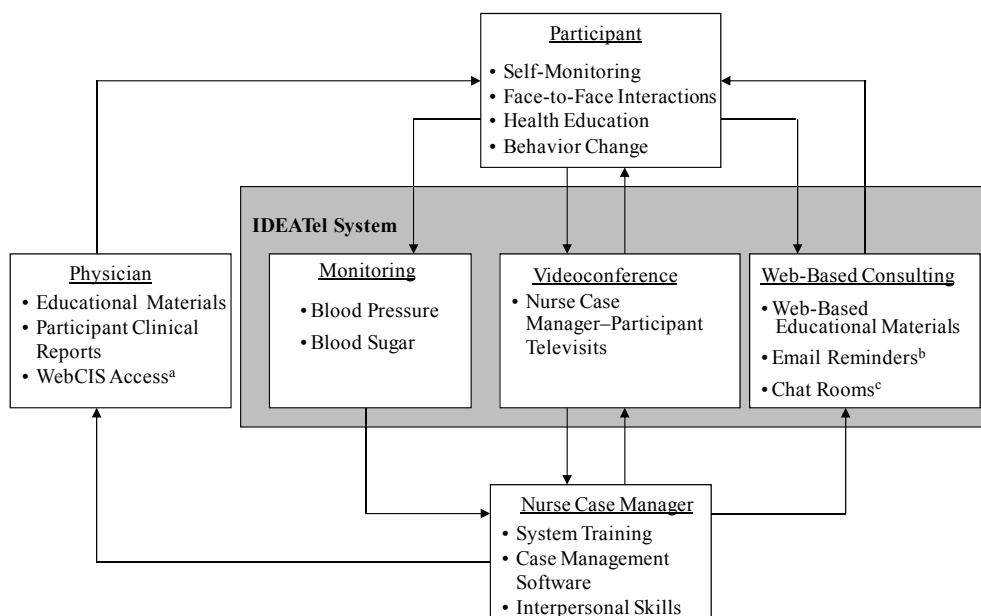 Participant
• Self-Monitoring
• Face-to-Face Interactions
• Health Education
• Behavior Change
IDEATel System
Physician
• Educational Materials
• Participant Clinical
Reports
• WebCIS Accessᵃ
Monitoring
• Blood Pressure
• Blood Sugar
Videoconference
• Nurse Case
Manager–Participant
Televisits
Web-Based Consulting
• Web-Based
Educational Materials
• Email Remindersᵇ
• Chat Roomsᶜ
Nurse Case Manager
• System Training
• Case Management
Software
• Interpersonal Skills